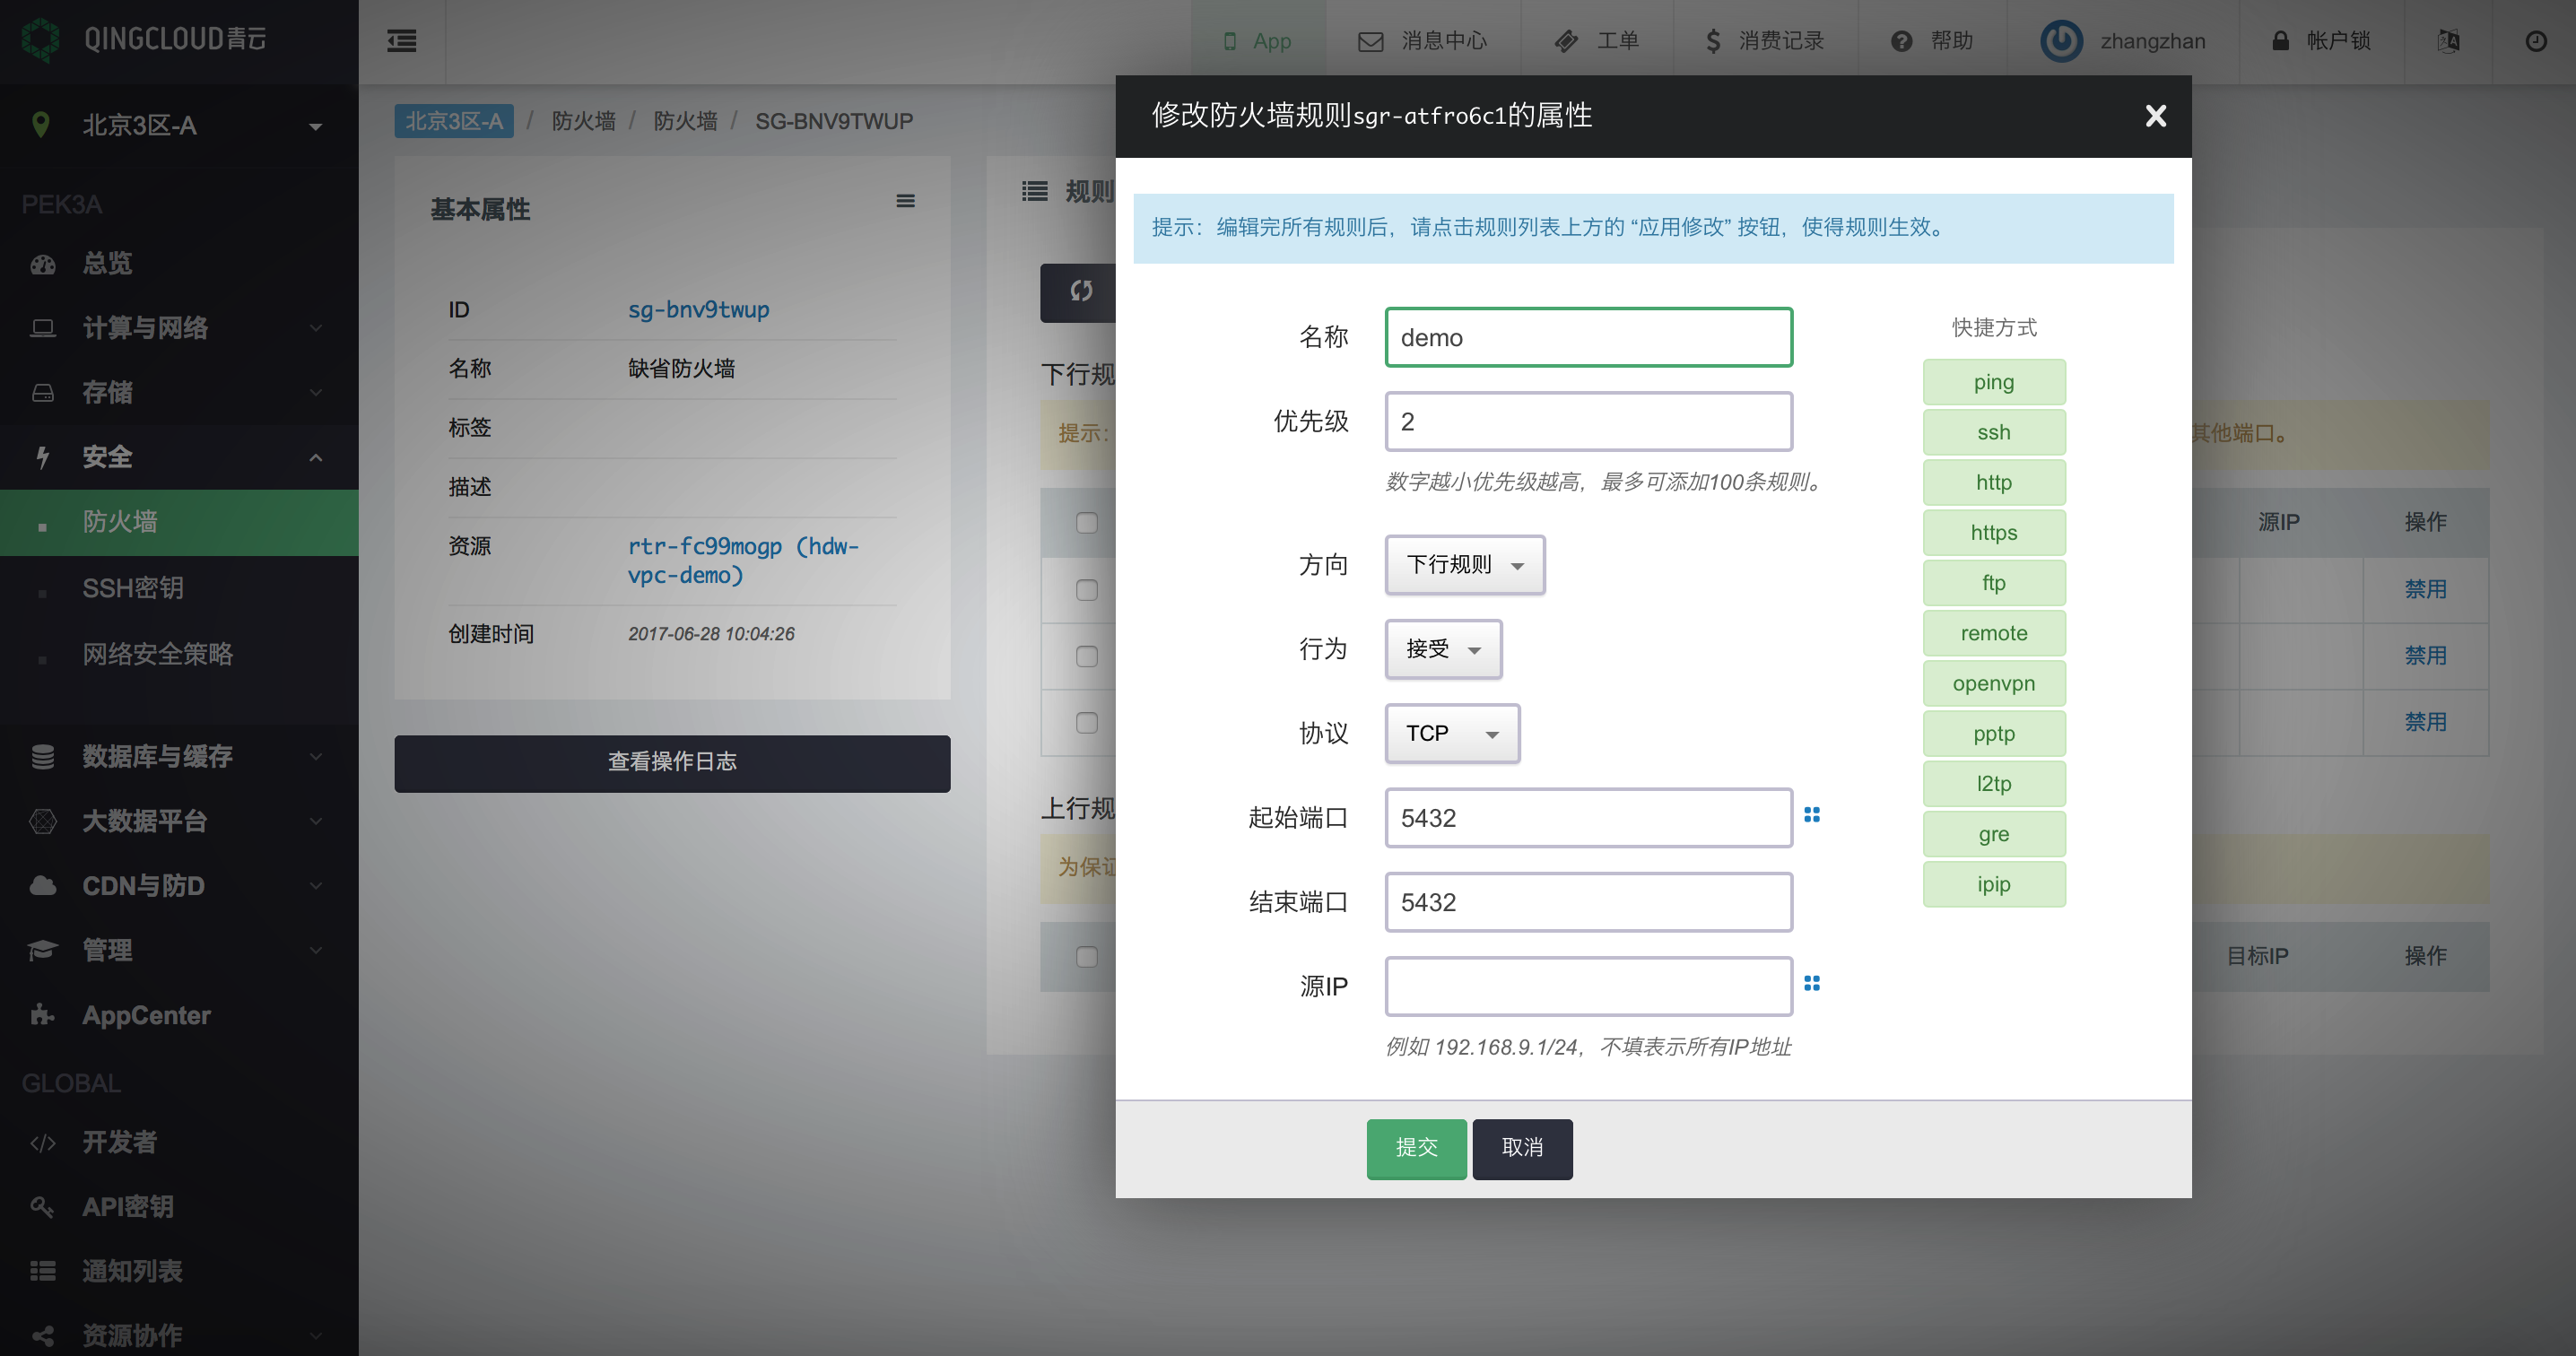 QINGCLOUD青云
App
消息中心
工单
消费记录
帮助
zhangzhan
帐户锁
北京3区-A
PEK3A
总览
计算与网络
存储
安全
防火墙
SSH密钥
网络安全策略
数据库与缓存
大数据平台
CDN与防D
管理
AppCenter
GLOBAL
开发者
API密钥
通知列表
资源协作
北京3区-A / 防火墙 / 防火墙 / SG-BNV9TWUP
基本属性
ID sg-bnv9twup
名称 缺省防火墙
标签
描述
资源 rtr-fc99mogp (hdw-
vpc-demo)
创建时间 2017-06-28 10:04:26
查看操作日志
规则
下行规
提示:
其他端口。
源IP 操作
禁用
禁用
禁用
上行规
为保证
目标IP 操作
修改防火墙规则sgr-atfro6c1的属性
提示：编辑完所有规则后，请点击规则列表上方的 “应用修改” 按钮，使得规则生效。
名称 demo
优先级 2
数字越小优先级越高，最多可添加100条规则。
方向 下行规则
行为 接受
协议 TCP
起始端口 5432
结束端口 5432
源IP
例如 192.168.9.1/24，不填表示所有IP地址
快捷方式
ping
ssh
http
https
ftp
remote
openvpn
pptp
l2tp
gre
ipip
提交 取消